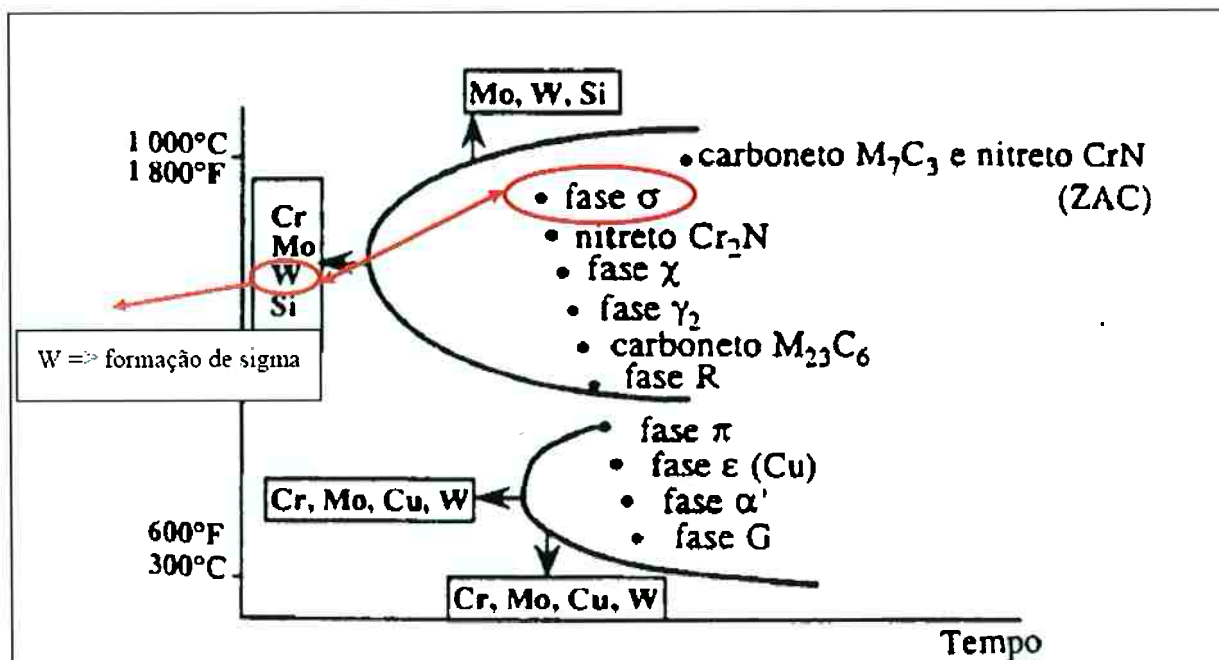 Mo, W, Si
1 000°C
1 800°F
carboneto M₇C₃ e nitreto CrN
(ZAC)
• fase σ
Cr
Mo
W
Si
• nitreto Cr₂N
• fase χ
• fase γ₂
• carboneto M₂₃C₆
• fase R
W => formação de sigma
• fase π
• fase ε (Cu)
• fase α'
• fase G
Cr, Mo, Cu, W
600°F
300°C
Cr, Mo, Cu, W
Tempo